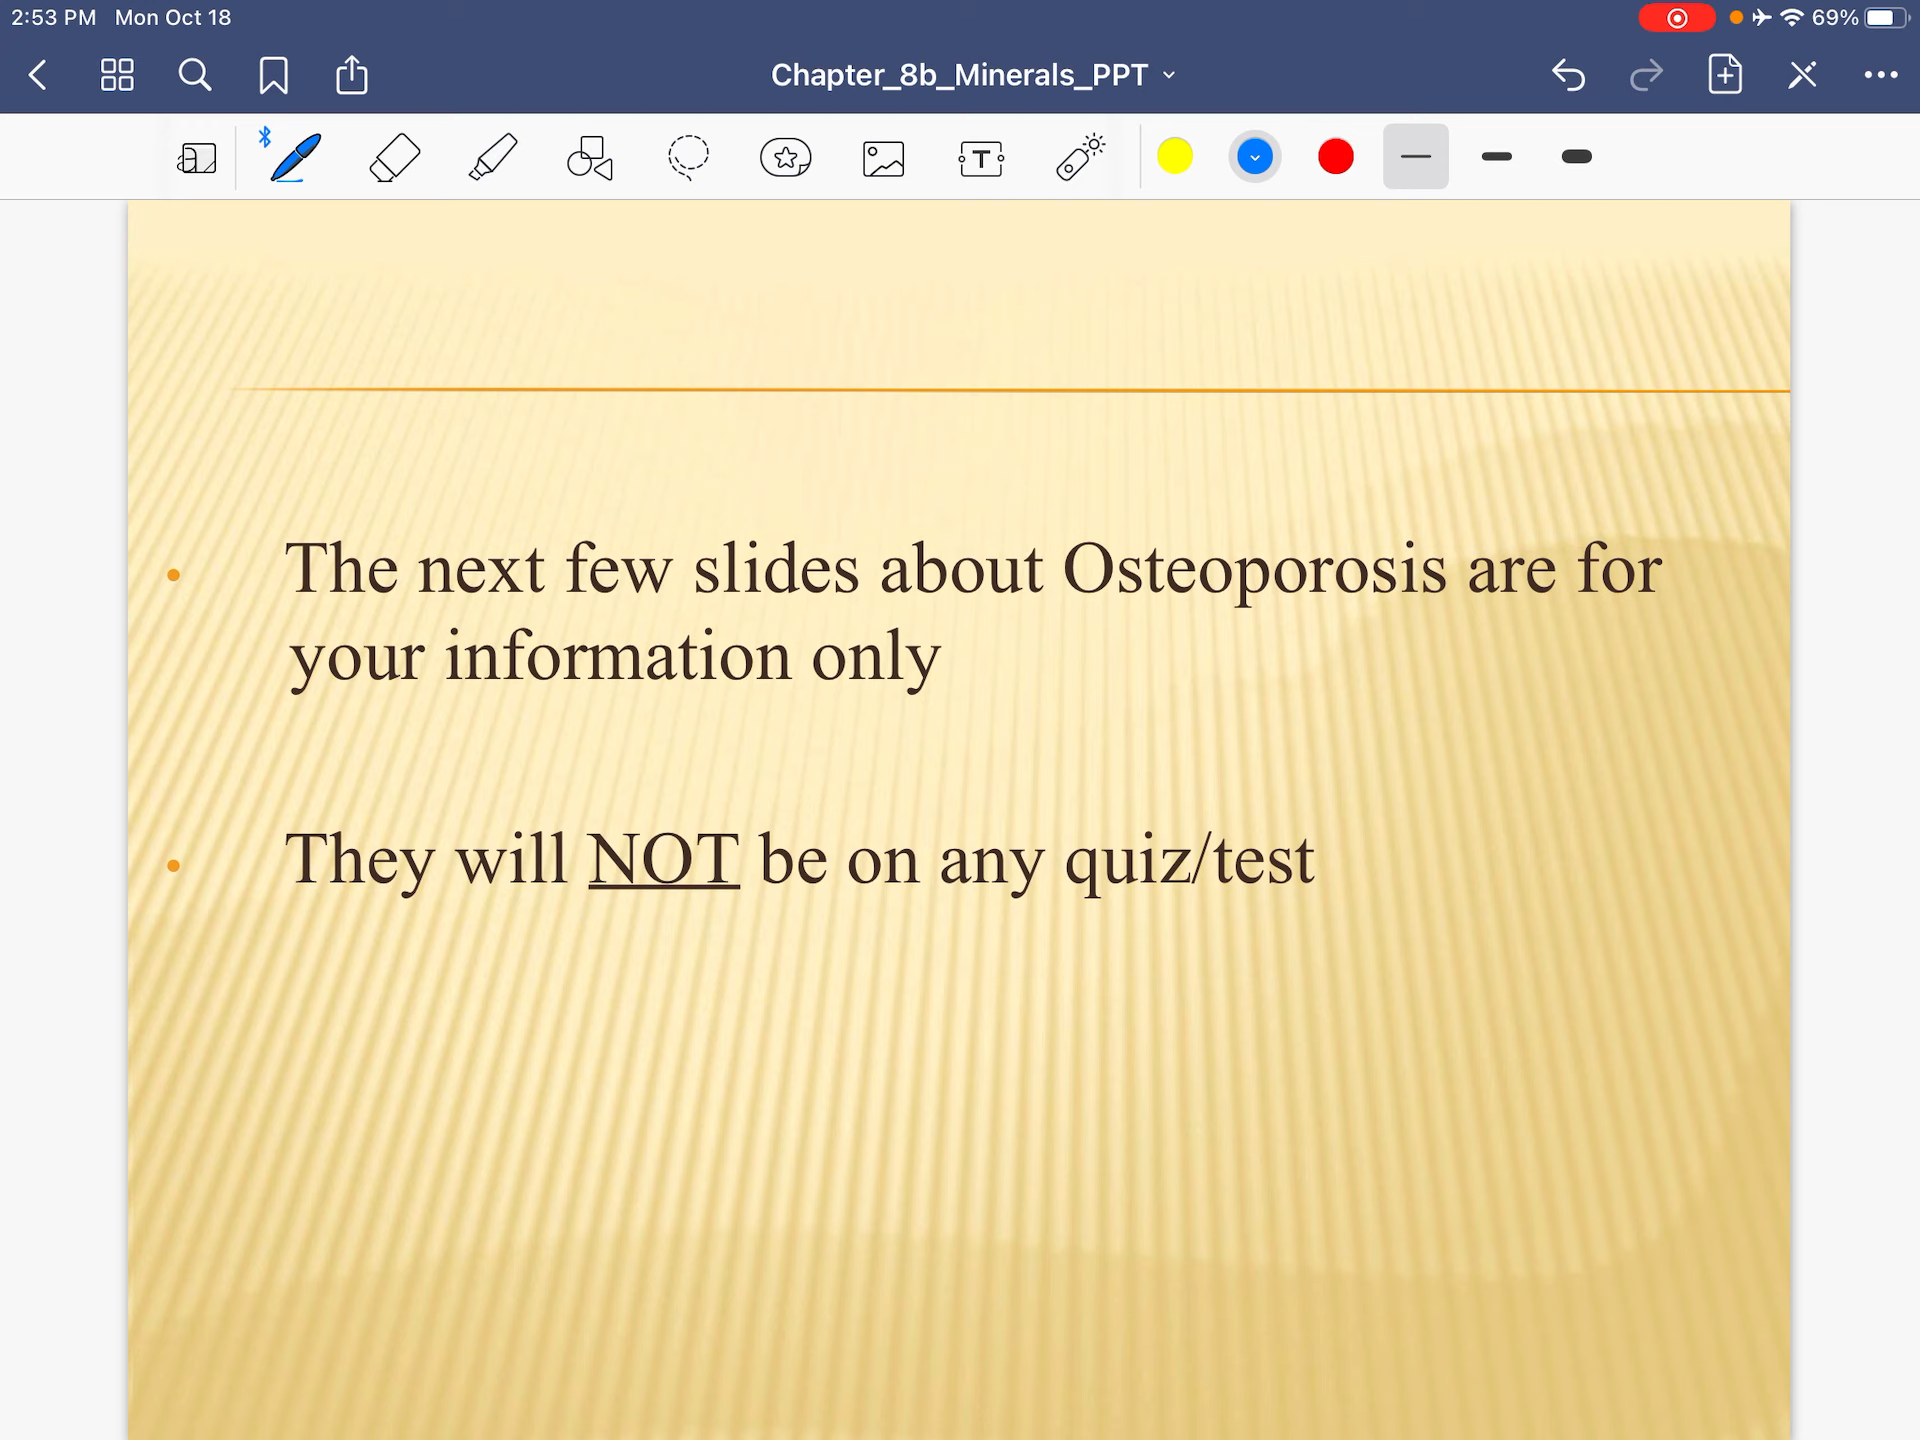 2:53 PM Mon Oct 18
69%
Chapter_8b_Minerals_PPT
T
• The next few slides about Osteoporosis are for
your information only
• They will NOT be on any quiz/test